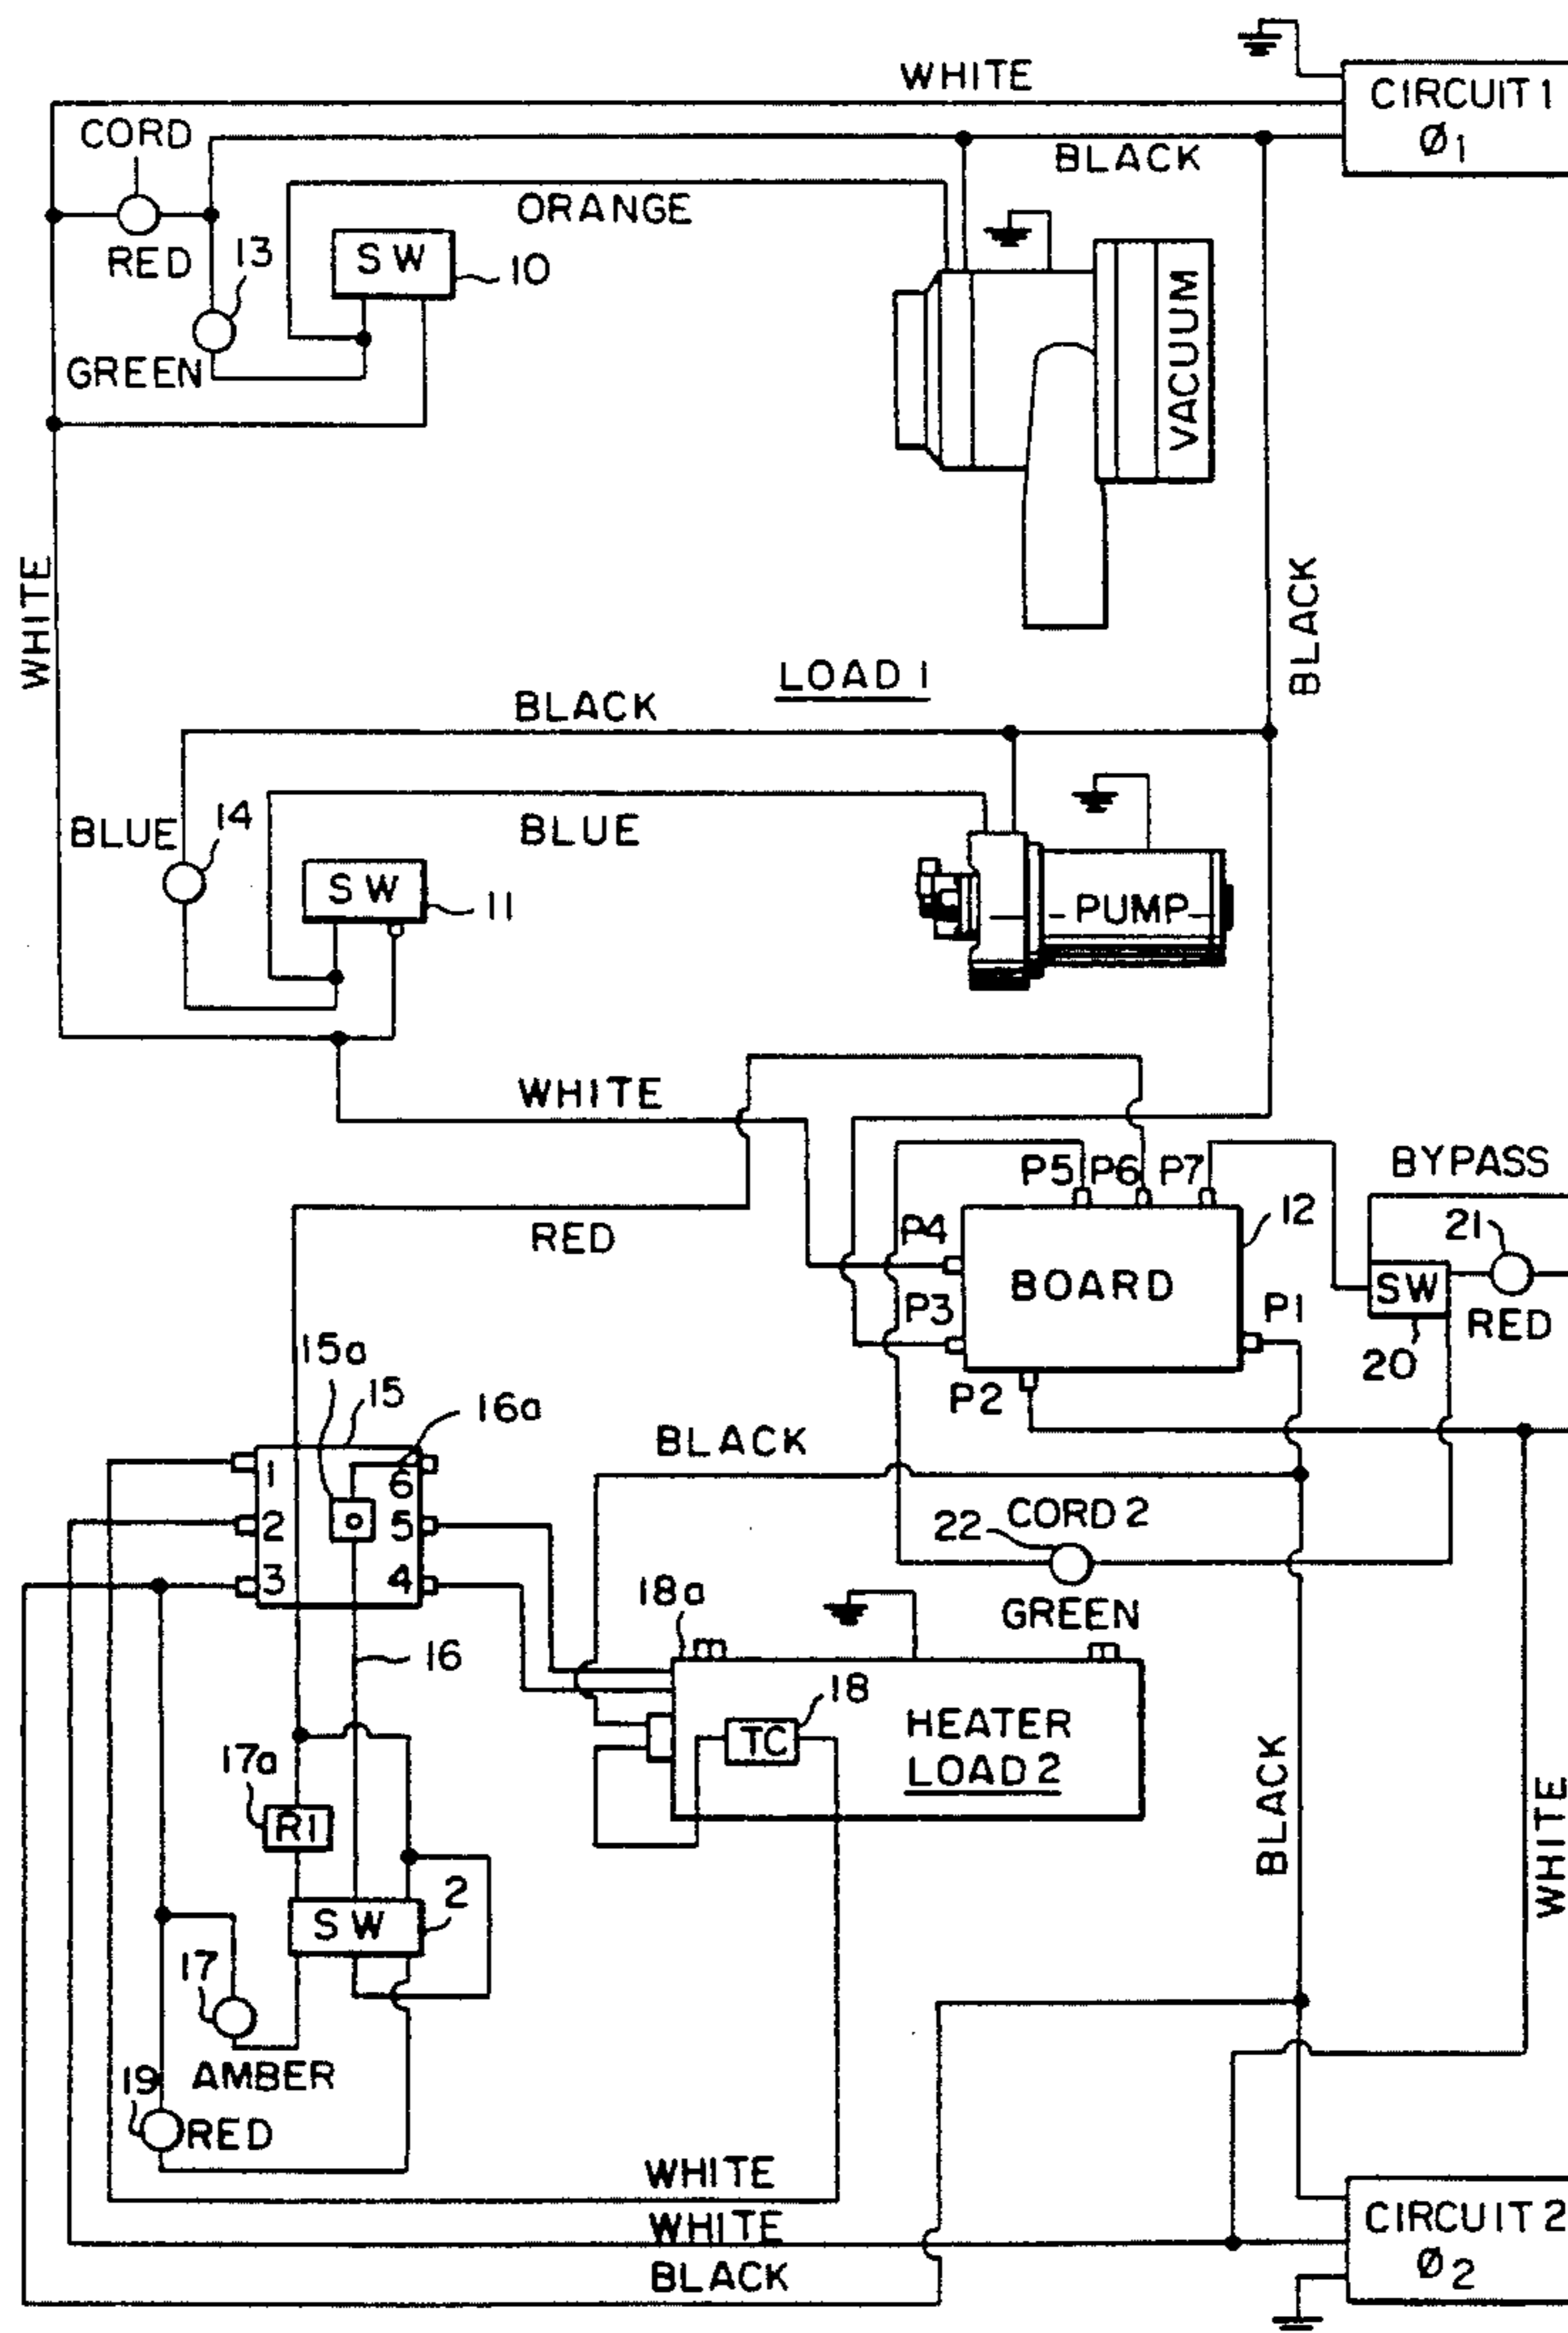 WHITE
CIRCUIT 1
Ø1
CORD
BLACK
ORANGE
RED
13
SW
10
GREEN
VACUUM
WHITE
BLACK
LOAD 1
BLACK
BLUE
14
BLUE
SW
11
PUMP
WHITE
BYPASS
P5 P6 P7
12
21
RED
P4
BOARD
SW
P3
P1
RED
20
15a
15
16a
P2
BLACK
1
6
2
5
22
CORD 2
3
4
18a
GREEN
16
18
HEATER
TC
LOAD 2
17a
R1
BLACK
WHITE
2
SW
17
AMBER
19
RED
WHITE
WHITE
CIRCUIT 2
Ø2
BLACK